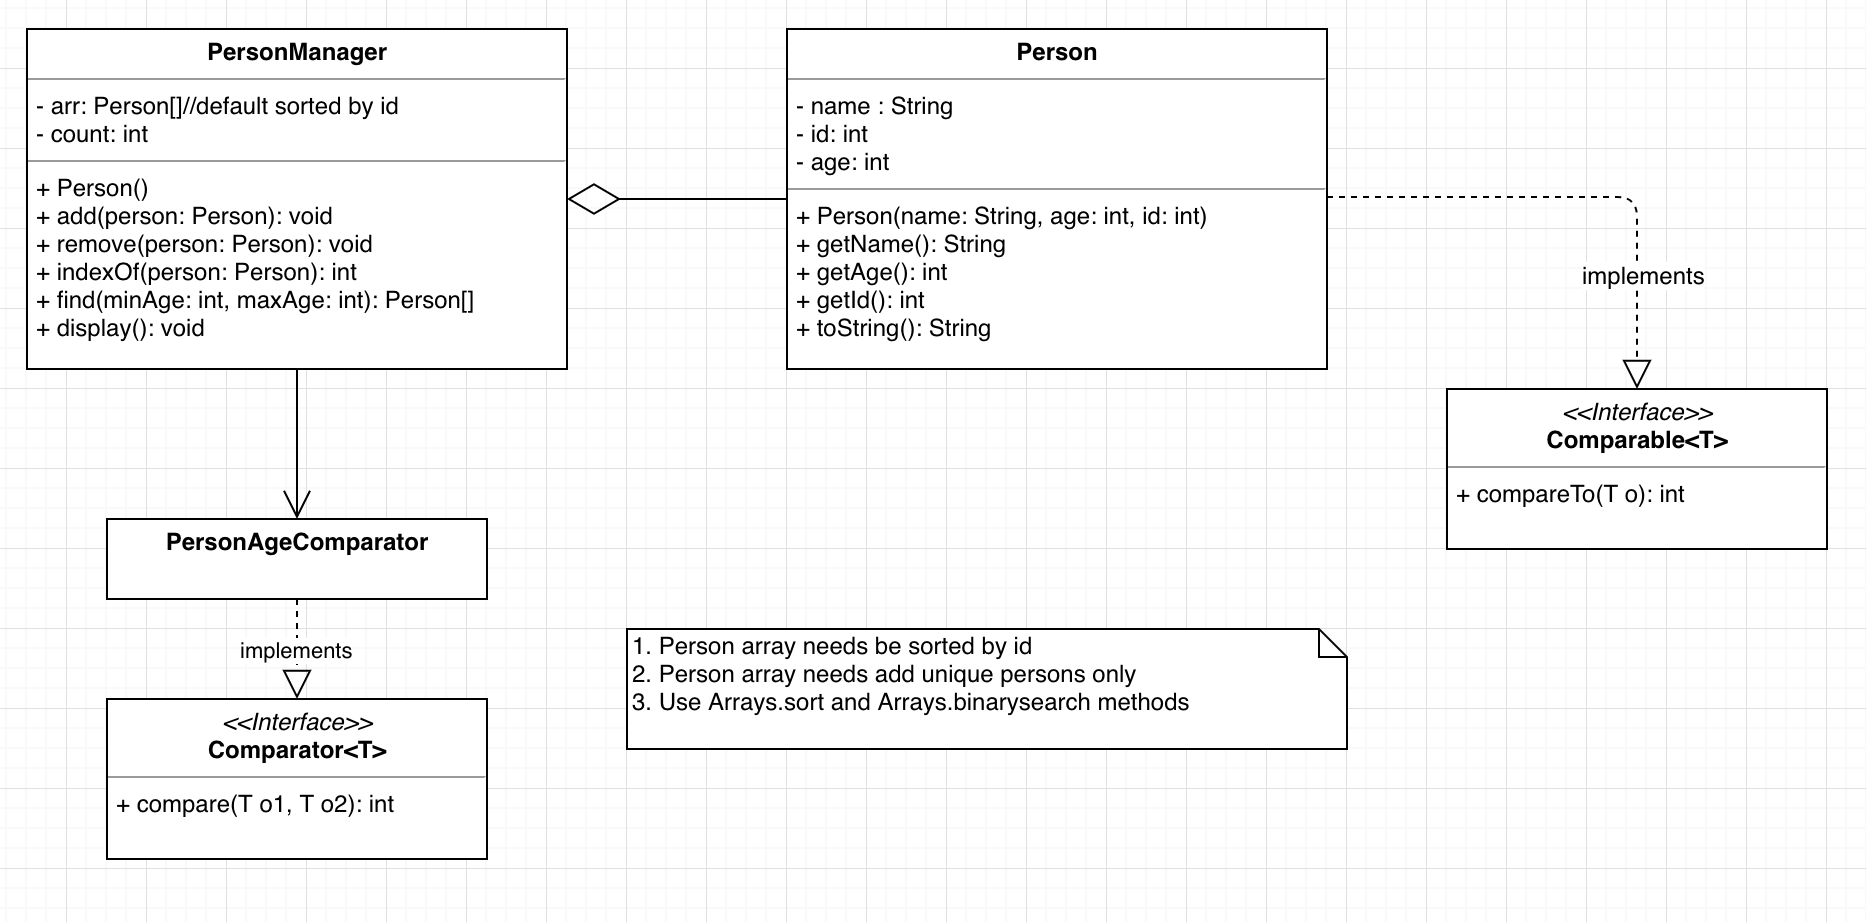 PersonManager
- arr: Person[]//default sorted by id
- count: int
+ Person()
+ add(person: Person): void
+ remove(person: Person): void
+ indexOf(person: Person): int
+ find(minAge: int, maxAge: int): Person[]
+ display(): void
Person
- name : String
- id: int
- age: int
+ Person(name: String, age: int, id: int)
+ getName(): String
+ getAge(): int
+ getId(): int
+ toString(): String
implements
<<Interface>>
Comparable<T>
+ compareTo(T o): int
PersonAgeComparator
implements
<<Interface>>
Comparator<T>
+ compare(T o1, T o2): int
1. Person array needs be sorted by id
2. Person array needs add unique persons only
3. Use Arrays.sort and Arrays.binarysearch methods